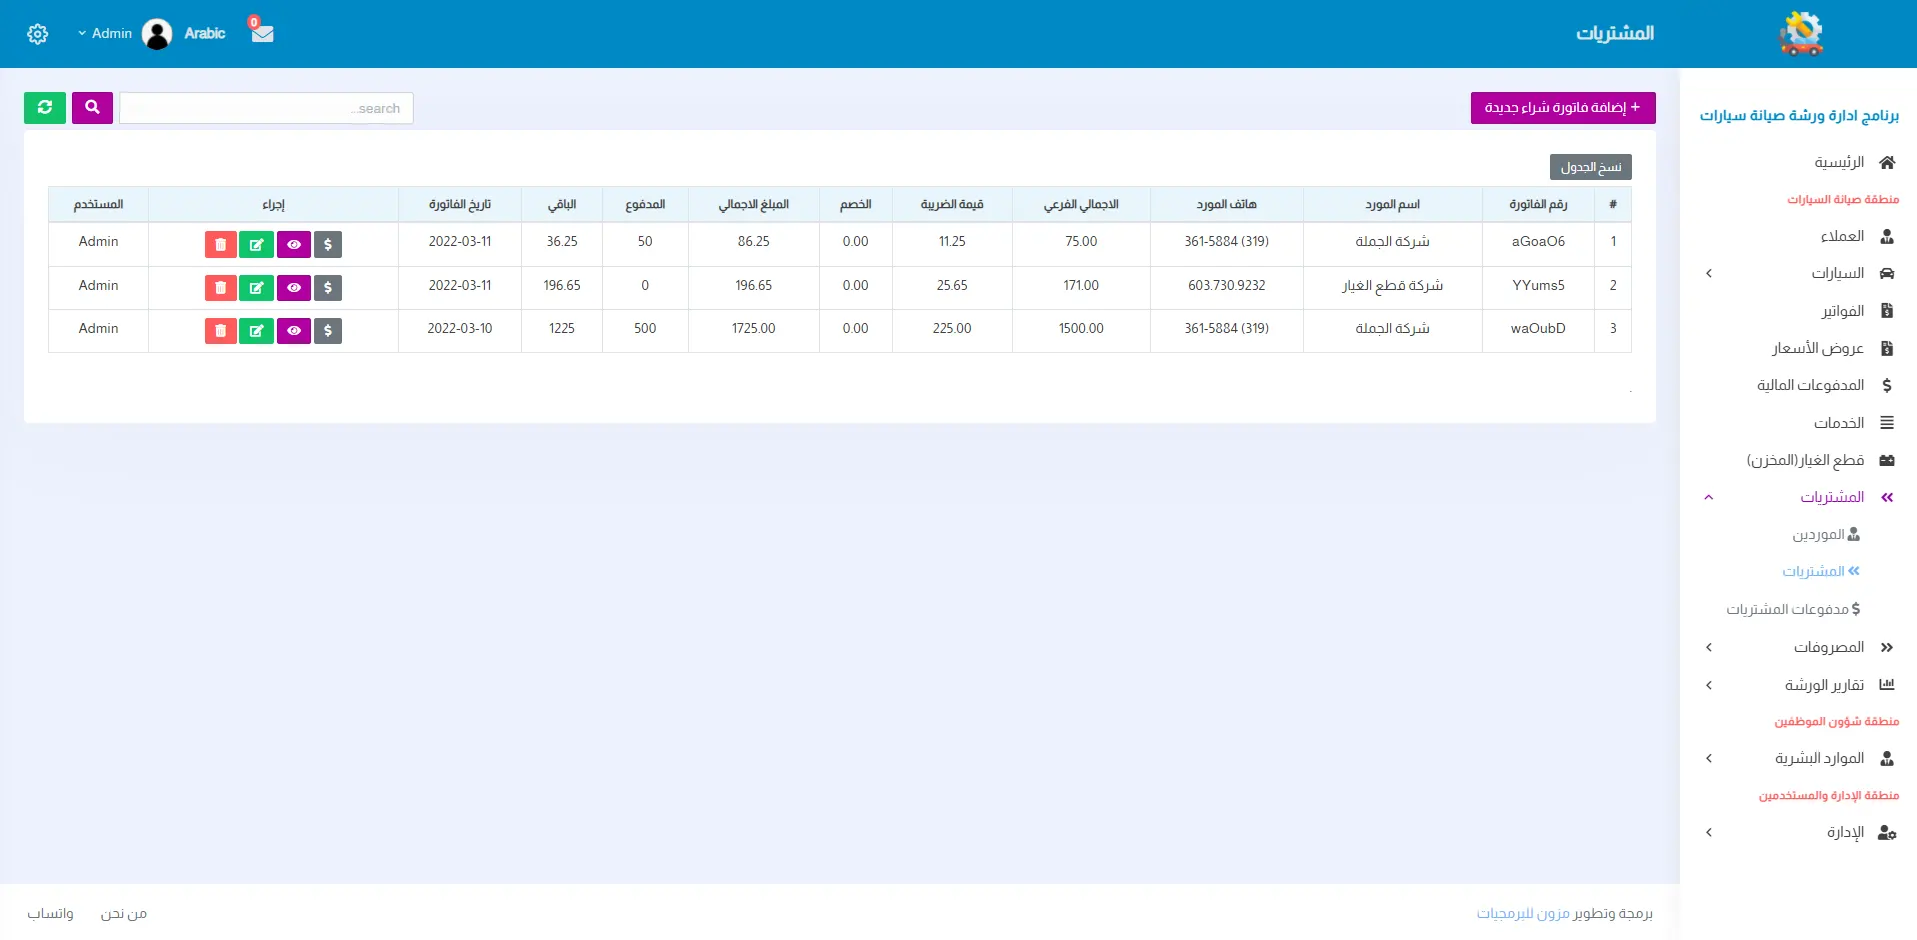 المشتريات
0
Arabic
Admin
برنامج ادارة ورشة صيانة سيارات
الرئيسية
منطقة صيانة السيارات
العملاء
السيارات
الفواتير
عروض الأسعار
المدفوعات المالية
الخدمات
قطع الغيار(المخزن)
المشتريات
الموردين
المشتريات
مدفوعات المشتريات
المصروفات
تقارير الورشة
منطقة شؤون الموظفين
الموارد البشرية
منطقة الإدارة والمستخدمين
الإدارة
+ إضافة فاتورة شراء جديدة
search...
نسخ الجدول
# رقم الفاتورة اسم المورد هاتف المورد الاجمالي الفرعي قيمة الضريبة الخصم المبلغ الاجمالي المدفوع الباقي تاريخ الفاتورة إجراء المستخدم
1 aGoaO6 شركة الجملة (319) 361-5884 75.00 11.25 0.00 86.25 50 36.25 2022-03-11 $ Admin
2 YYums5 شركة قطع الغيار 603.730.9232 171.00 25.65 0.00 196.65 0 196.65 2022-03-11 $ Admin
3 waOubD شركة الجملة (319) 361-5884 1500.00 225.00 0.00 1725.00 500 1225 2022-03-10 $ Admin
.
برمجة وتطوير مزون للبرمجيات
من نحن
واتساب